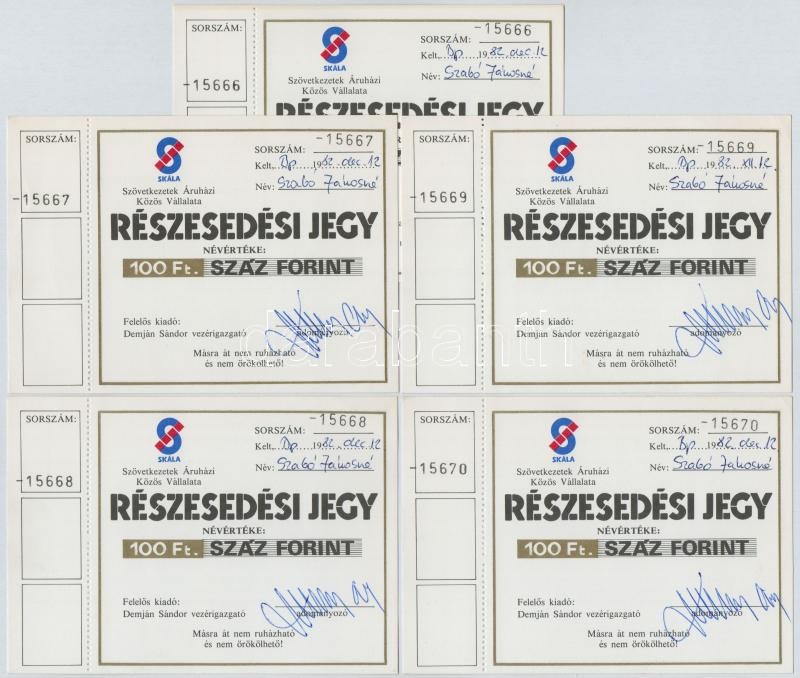 SORSZÁM:
-15666
SKÁLA
Szövetkezetek Áruházi
Közös Vállalata
SORSZÁM: -15666
Kelt, Bp 1982 dec. 12
Név: Szabó Jánosné
RÉSZESEDÉSI JEGY
SORSZÁM:
-15667
SKÁLA
Szövetkezetek Áruházi
Közös Vállalata
SORSZÁM: -15667
Kelt, Bp. 1982 dec. 12
Név: Szabó Jánosné
RÉSZESEDÉSI JEGY
NÉVÉRTÉKE:
100 Ft. SZÁZ FORINT
Felelős kiadó:
Demján Sándor vezérigazgató
adományozó
Másra át nem ruházható
és nem örökölhető!
SORSZÁM:
-15669
SKÁLA
Szövetkezetek Áruházi
Közös Vállalata
SORSZÁM: -15669
Kelt, Bp. 1982. XII. 12.
Név: Szabó Jánosné
RÉSZESEDÉSI JEGY
NÉVÉRTÉKE:
100 Ft. SZÁZ FORINT
Felelős kiadó:
Demján Sándor vezérigazgató
adományozó
Másra át nem ruházható
és nem örökölhető!
SORSZÁM:
-15668
SKÁLA
Szövetkezetek Áruházi
Közös Vállalata
SORSZÁM: -15668
Kelt, Bp. 1982. dec. 12
Név: Szabó Jánosné
RÉSZESEDÉSI JEGY
NÉVÉRTÉKE:
100 Ft. SZÁZ FORINT
Felelős kiadó:
Demján Sándor vezérigazgató
adományozó
Másra át nem ruházható
és nem örökölhető!
SORSZÁM:
-15670
SKÁLA
Szövetkezetek Áruházi
Közös Vállalata
SORSZÁM: -15670
Kelt, Bp. 1982. dec. 12
Név: Szabó Jánosné
RÉSZESEDÉSI JEGY
NÉVÉRTÉKE:
100 Ft. SZÁZ FORINT
Felelős kiadó:
Demján Sándor vezérigazgató
adományozó
Másra át nem ruházható
és nem örökölhető!
darabanth